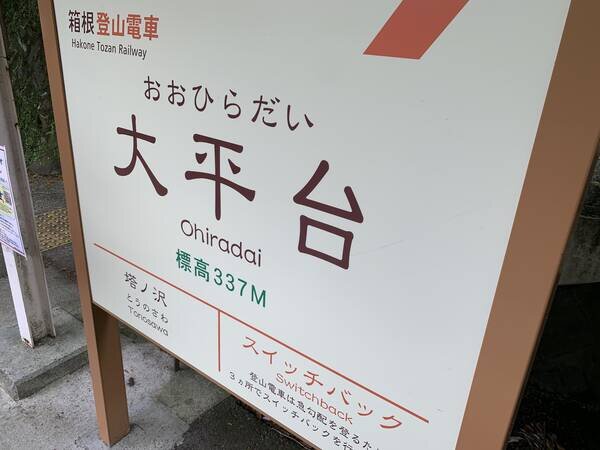 箱根登山電車
Hakone Tozan Railway
おおひらだい
大平台
Ohiradai
標高337M
塔ノ沢
とうのさわ
Tonosawa
スイッチバック
Switchback
登山電車は急勾配を登るため
3ヵ所でスイッチバックを行